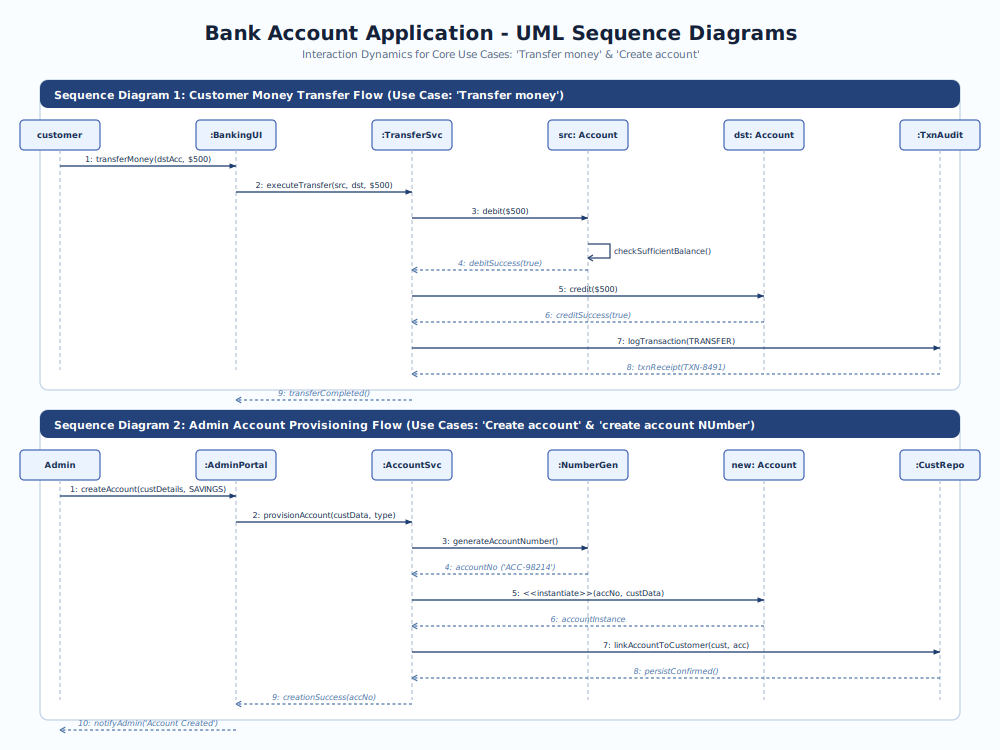 Bank Account Application - UML Sequence Diagrams
Interaction Dynamics for Core Use Cases: 'Transfer money' & 'Create account'
Sequence Diagram 1: Customer Money Transfer Flow (Use Case: 'Transfer money')
customer
:BankingUI
:TransferSvc
src: Account
dst: Account
:TxnAudit
1: transferMoney(dstAcc, $500)
2: executeTransfer(src, dst, $500)
3: debit($500)
checkSufficientBalance()
4: debitSuccess(true)
5: credit($500)
6: creditSuccess(true)
7: logTransaction(TRANSFER)
8: txnReceipt(TXN-8491)
9: transferCompleted()
Sequence Diagram 2: Admin Account Provisioning Flow (Use Cases: 'Create account' & 'create account NUmber')
Admin
:AdminPortal
:AccountSvc
:NumberGen
new: Account
:CustRepo
1: createAccount(custDetails, SAVINGS)
2: provisionAccount(custData, type)
3: generateAccountNumber()
4: accountNo ('ACC-98214')
5: <<instantiate>>(accNo, custData)
6: accountInstance
7: linkAccountToCustomer(cust, acc)
8: persistConfirmed()
9: creationSuccess(accNo)
10: notifyAdmin('Account Created')